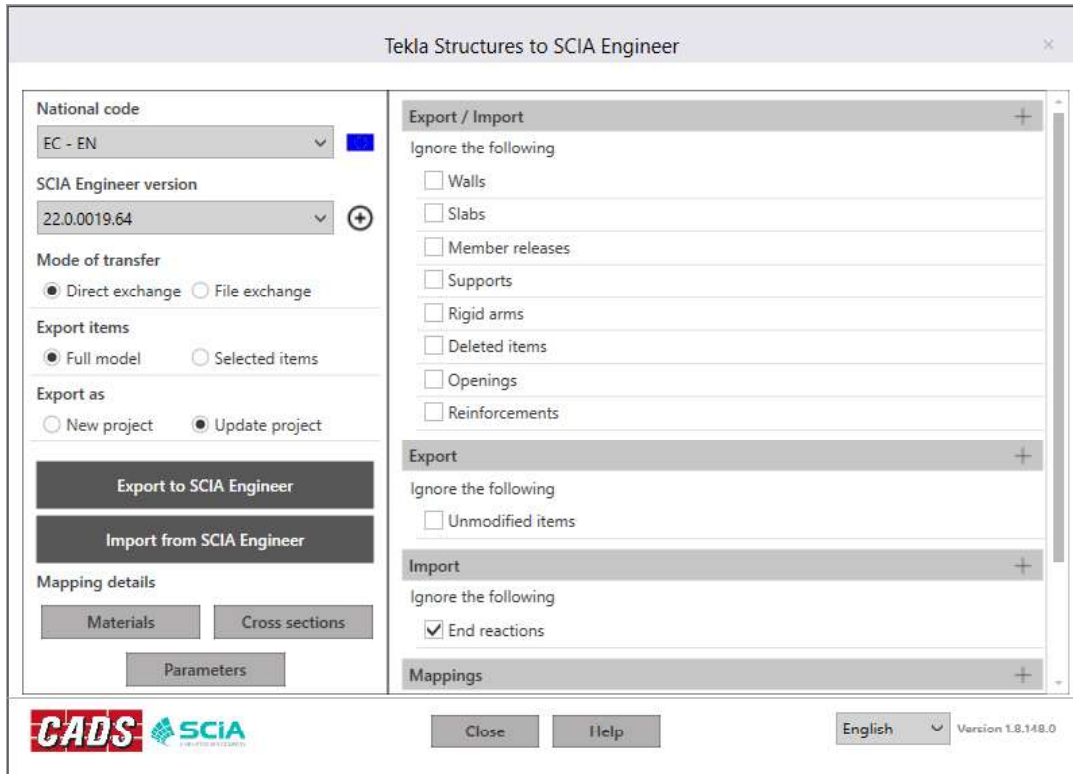 Tekla Structures to SCIA Engineer
National code
EC - EN
SCIA Engineer version
22.0.0019.64
Mode of transfer
Direct exchange File exchange
Export items
Full model Selected items
Export as
New project Update project
Export to SCIA Engineer
Import from SCIA Engineer
Mapping details
Materials Cross sections
Parameters
Export / Import
Ignore the following
Walls
Slabs
Member releases
Supports
Rigid arms
Deleted items
Openings
Reinforcements
Export
Ignore the following
Unmodified items
Import
Ignore the following
End reactions
Mappings
CADS SCiA
Close Help
English Version 1.8.148.0